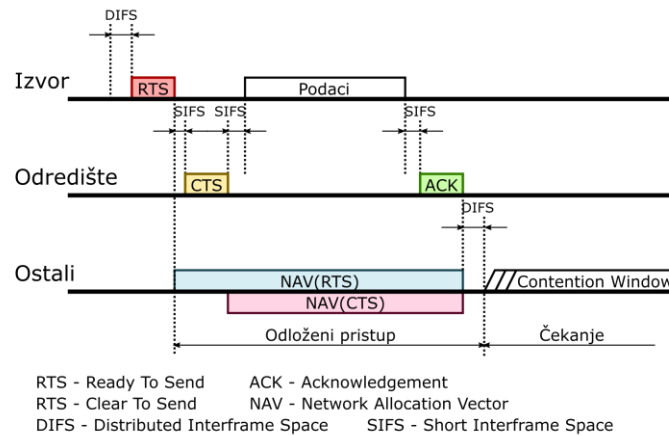 DIFS
Izvor
RTS
Podaci
SIFS SIFS SIFS
Odredište
CTS
ACK
DIFS
Ostali
NAV(RTS)
Contention Window
NAV(CTS)
Odloženi pristup
Čekanje
RTS - Ready To Send ACK - Acknowledgement
RTS - Clear To Send NAV - Network Allocation Vector
DIFS - Distributed Interframe Space SIFS - Short Interframe Space